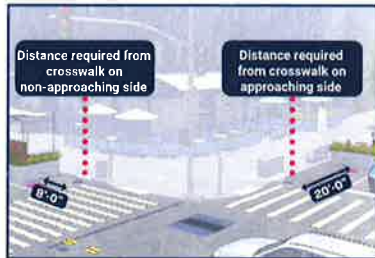 Distance required from
crosswalk on
non-approaching side
Distance required
from crosswalk on
approaching side
8'-0"
20'-0"